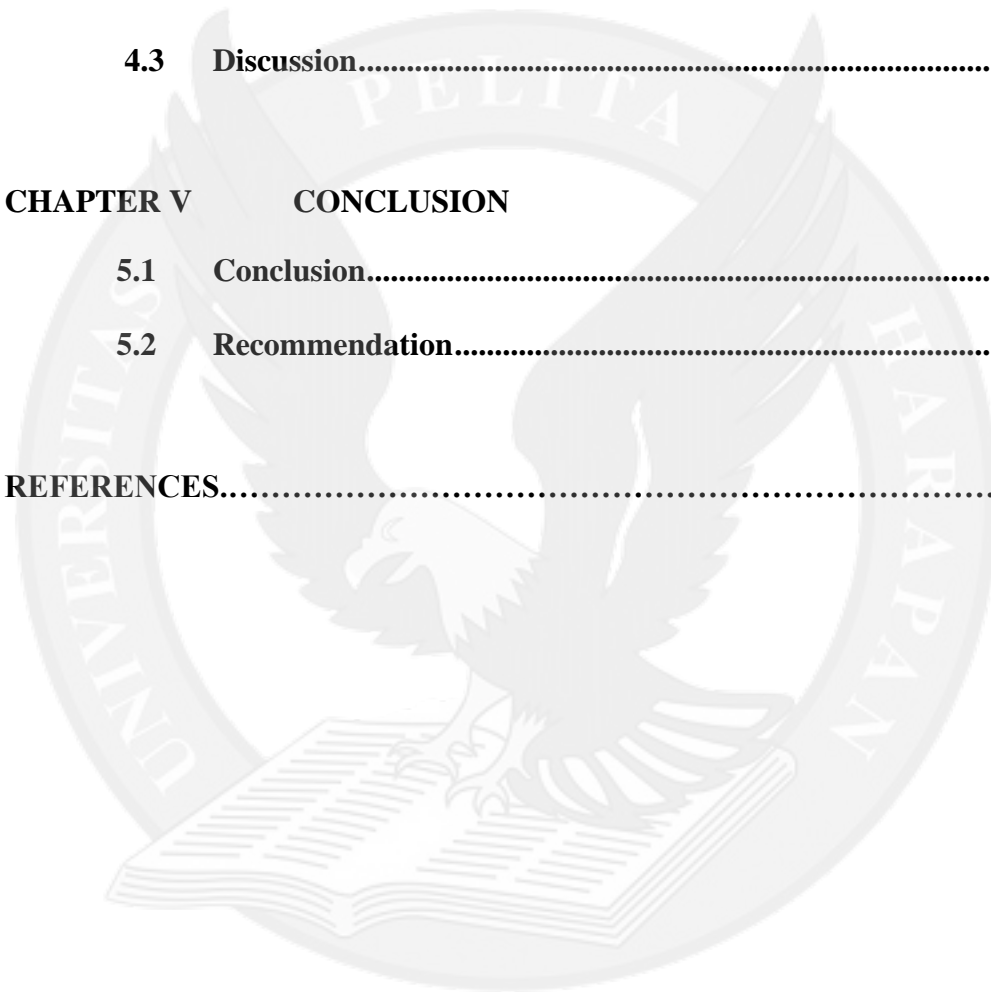 4.3 Discussion................................................................................
CHAPTER V CONCLUSION
5.1 Conclusion................................................................................
5.2 Recommendation................................................................................
REFERENCES................................................................................
UNIVERSITAS PELITA HARAPAN